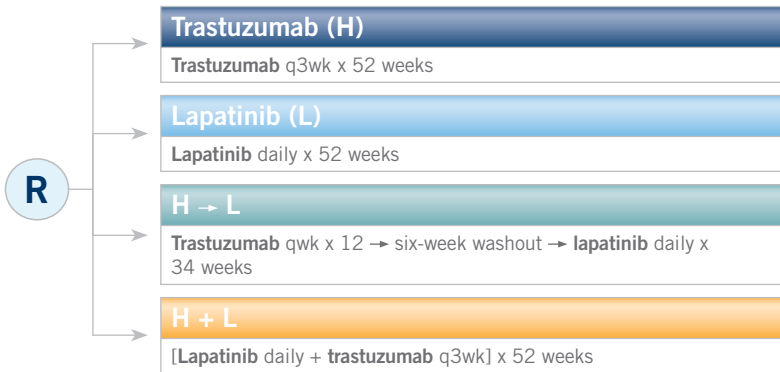 Trastuzumab (H)
Trastuzumab q3wk x 52 weeks
Lapatinib (L)
Lapatinib daily x 52 weeks
R
H → L
Trastuzumab qwk x 12 → six-week washout → lapatinib daily x
34 weeks
H + L
[Lapatinib daily + trastuzumab q3wk] x 52 weeks